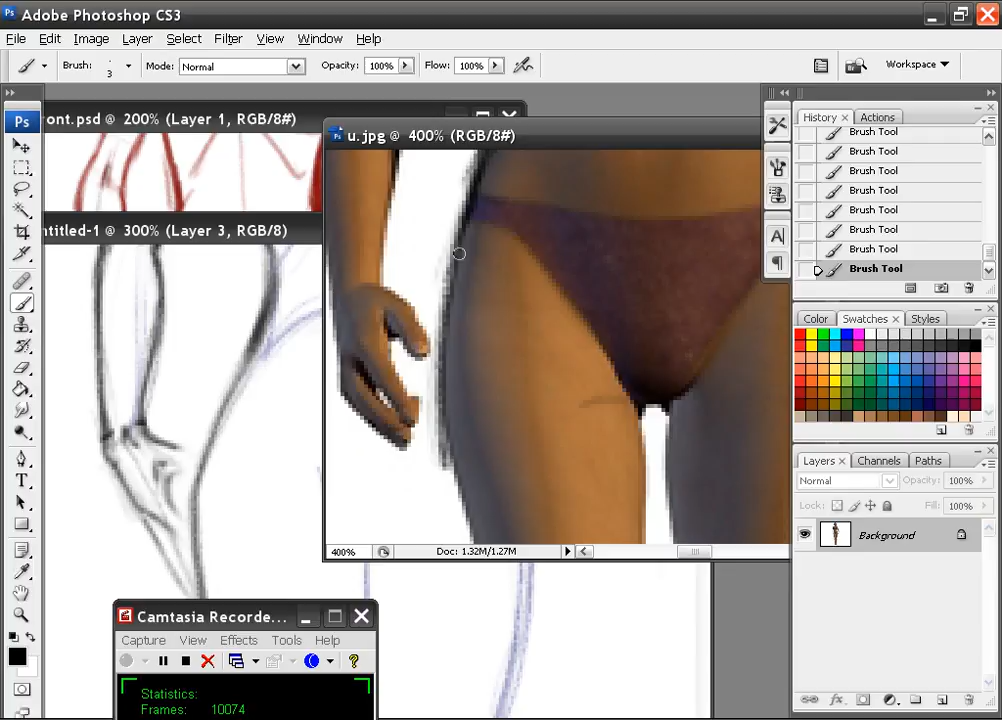 Ps Adobe Photoshop CS3
File Edit Image Layer Select Filter View Window Help
Brush: 3 Mode: Normal Opacity: 100% Flow: 100% Workspace
Ps
ront.psd @ 200% (Layer 1, RGB/8#)
u.jpg @ 400% (RGB/8#)
ntitled-1 @ 300% (Layer 3, RGB/8)
400% Doc: 1.32M/1.27M
T
A
History Actions
Brush Tool
Brush Tool
Brush Tool
Brush Tool
Brush Tool
Brush Tool
Brush Tool
Brush Tool
Color Swatches Styles
Layers Channels Paths
Normal Opacity: 100%
Lock: Fill: 100%
Background
Camtasia Recorde...
Capture View Effects Tools Help
Statistics:
Frames: 10074